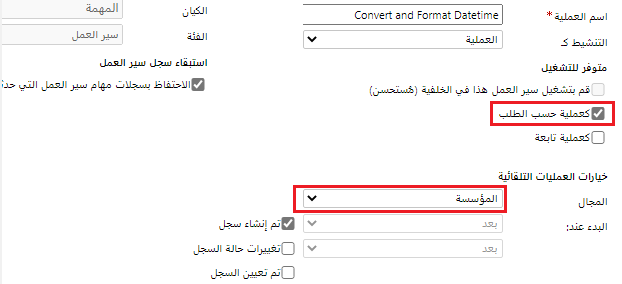 اسم العملية * Convert and Format Datetime
التنشيط كـ العملية
متوفر للتشغيل
قم بتشغيل سير العمل هذا في الخلفية (مُستحسن)
كعملية حسب الطلب
كعملية تابعة
الكيان المهمة
الفئة سير العمل
استبقاء سجل سير العمل
الاحتفاظ بسجلات مهام سير العمل التي حدث
خيارات العمليات التلقائية
المجال المؤسسة
البدء عند: بعد تم إنشاء سجل
بعد تغييرات حالة السجل
تم تعيين السجل